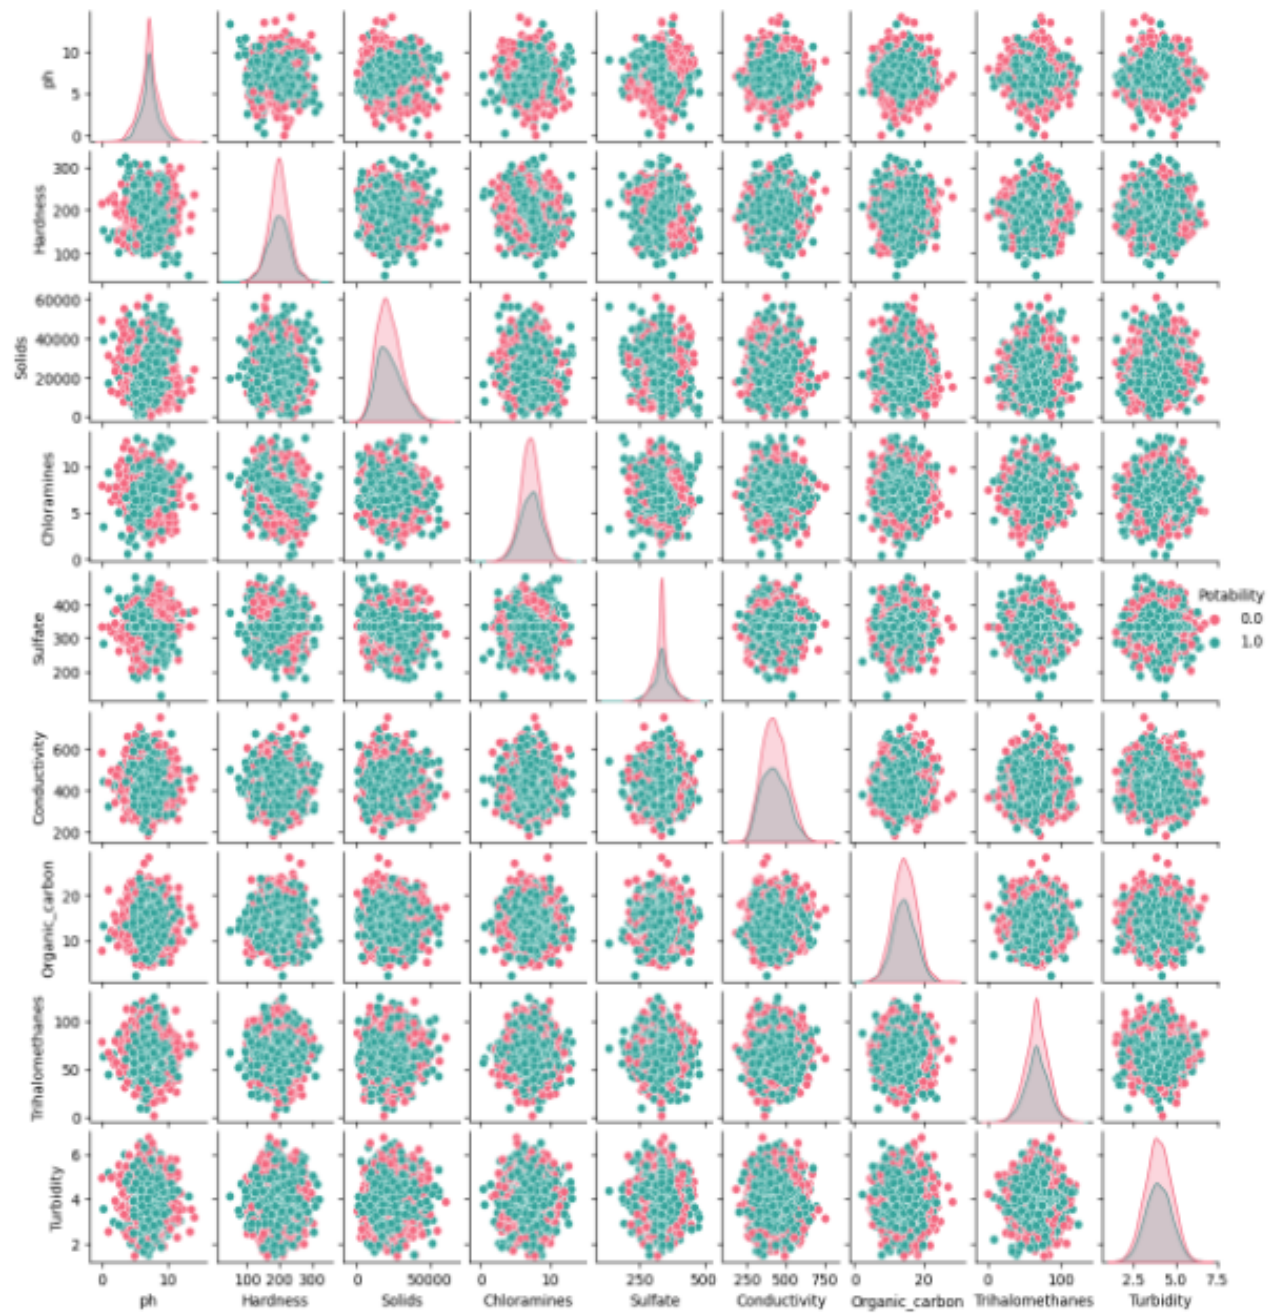 10
5
0
ph
300
200
100
Hardness
60000
40000
20000
0
Solids
10
5
0
Chloramines
400
300
200
Sulfate
Potability
0.0
1.0
600
400
200
Conductivity
20
10
Organic_carbon
100
50
0
Trihalomethanes
6
4
2
Turbidity
0 10 100 200 300 0 50000 0 10 250 500 250 500 750 0 20 0 100 2.5 5.0 7.5
ph Hardness Solids Chloramines Sulfate Conductivity Organic_carbon Trihalomethanes Turbidity